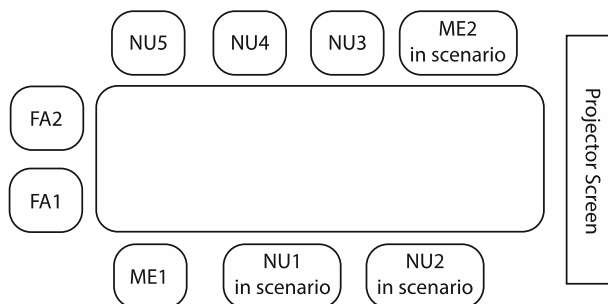 NU5
NU4
NU3
ME2
in scenario
FA2
FA1
Projector Screen
ME1
NU1
in scenario
NU2
in scenario